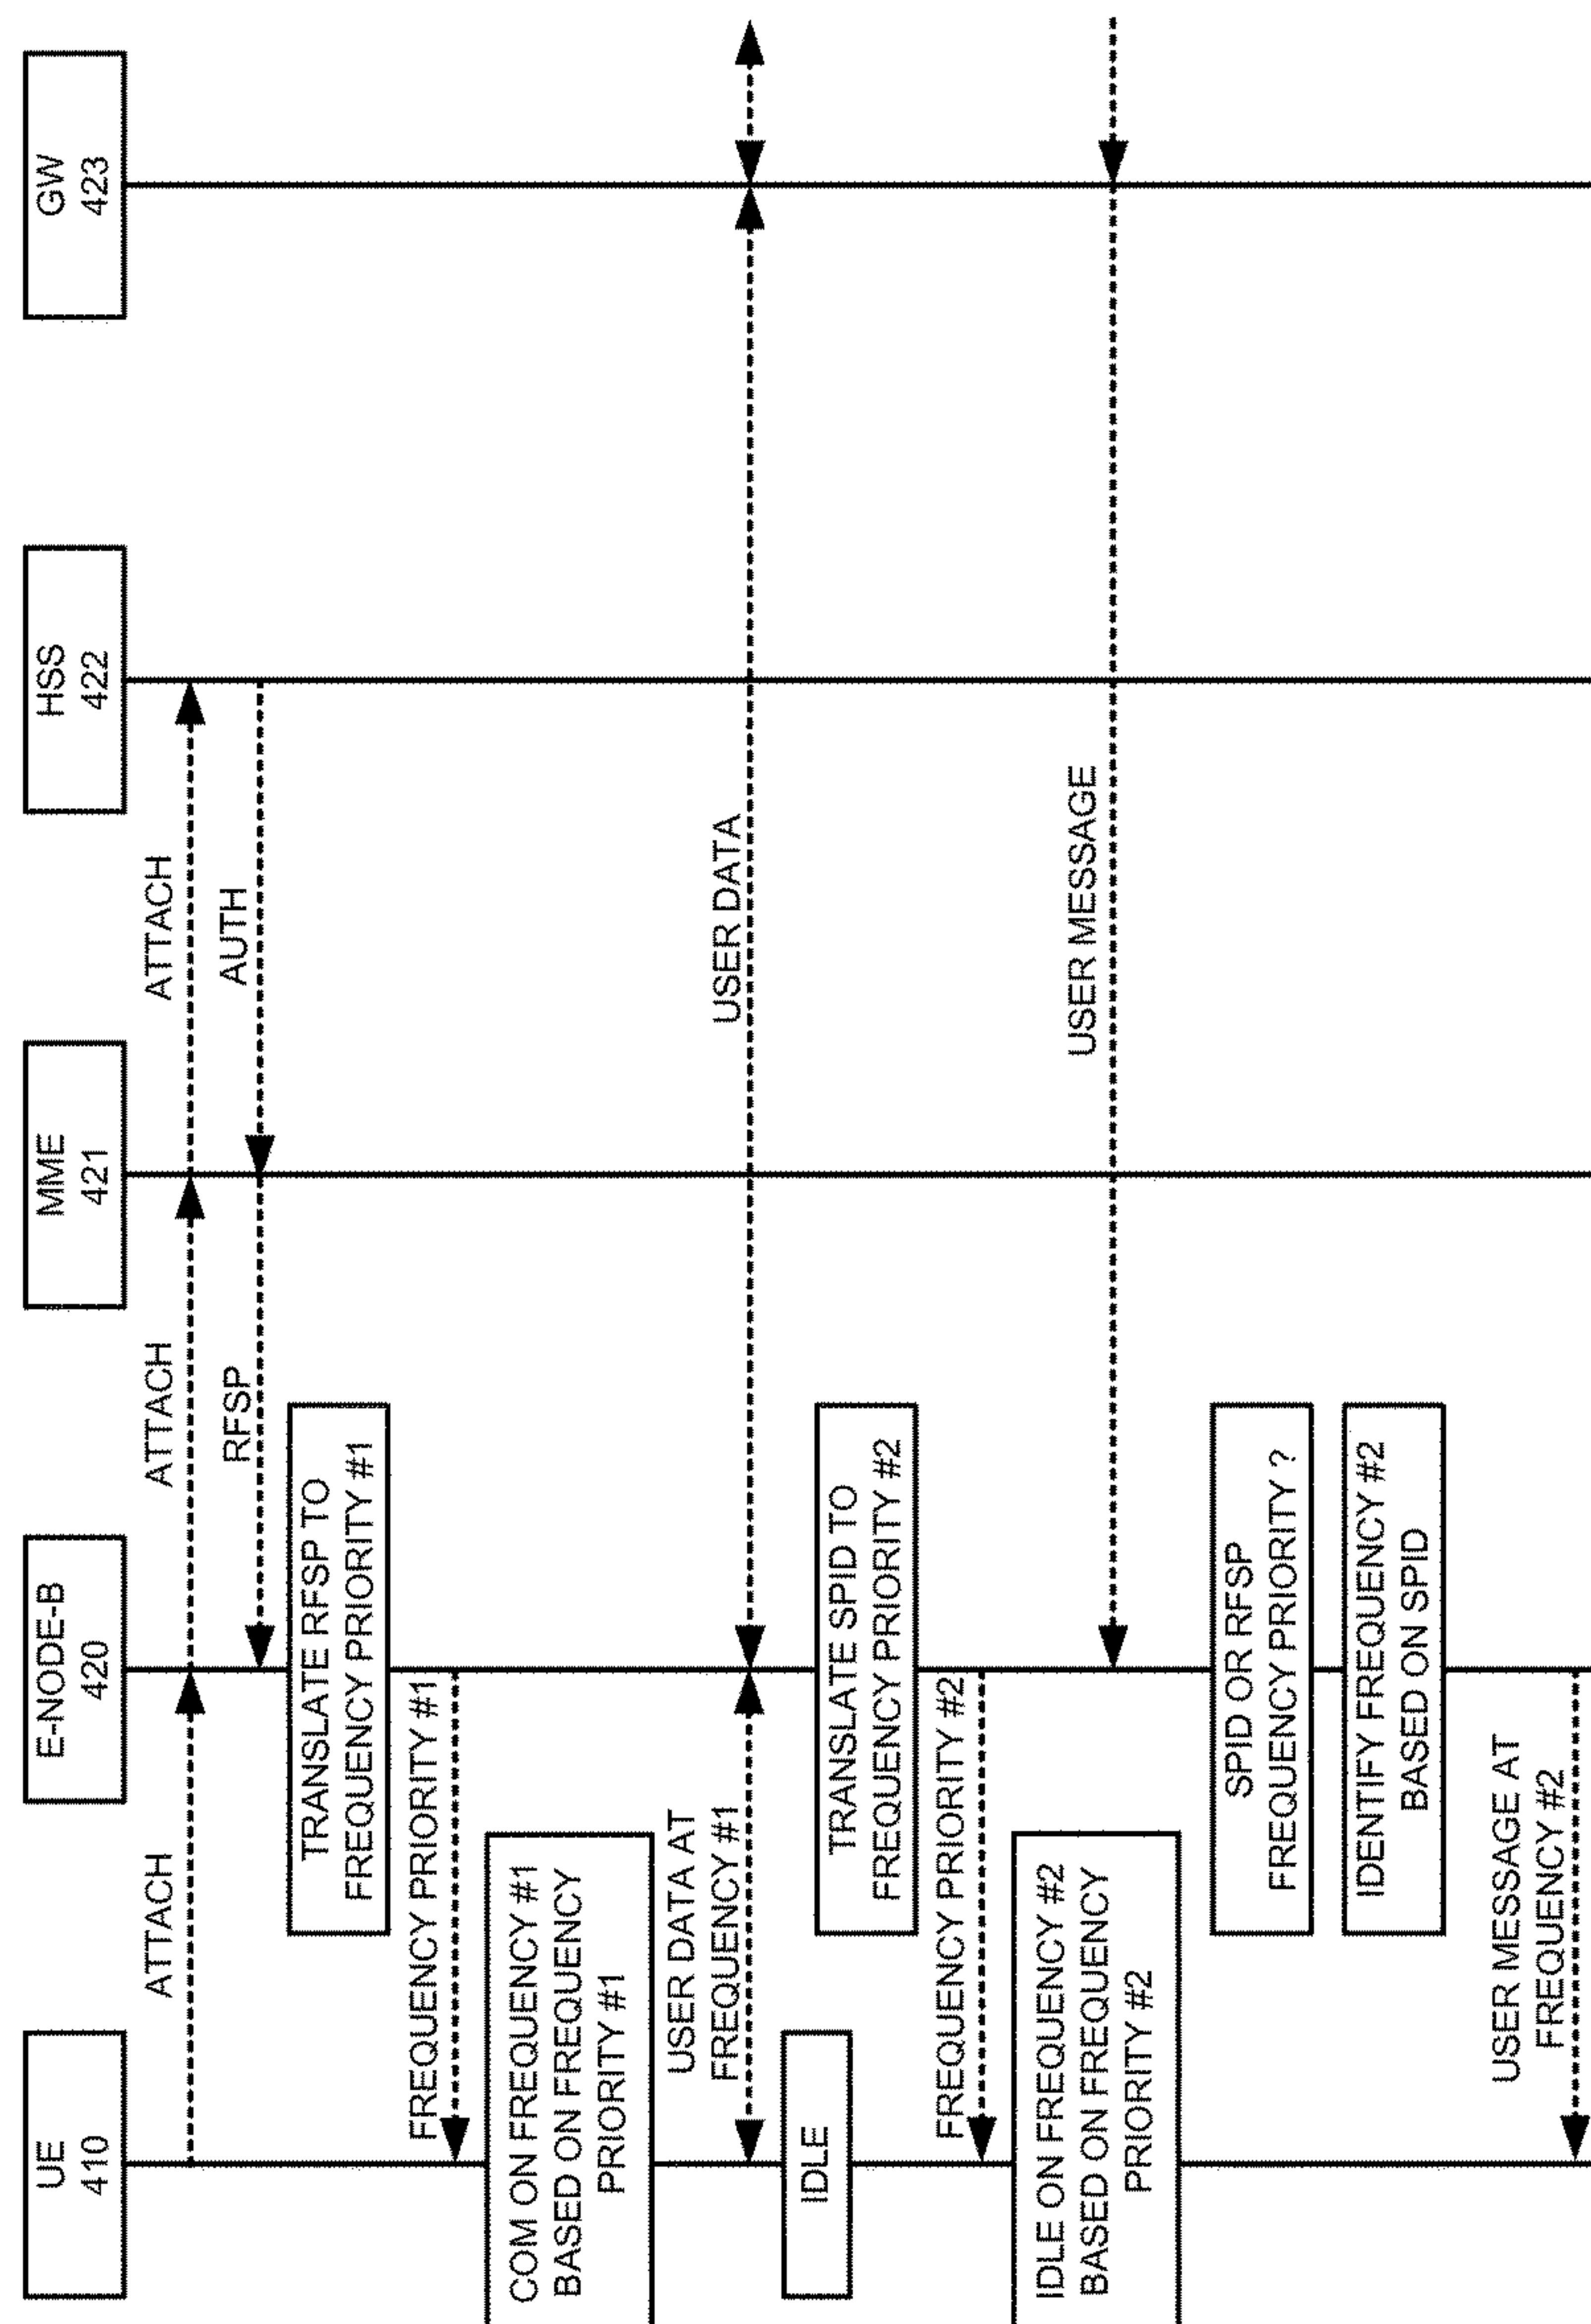 UE
410
E-NODE-B
420
MME
421
HSS
422
GW
423
ATTACH
ATTACH
ATTACH
RFSP
AUTH
TRANSLATE RFSP TO
FREQUENCY PRIORITY #1
FREQUENCY PRIORITY #1
COM ON FREQUENCY #1
BASED ON FREQUENCY
PRIORITY #1
USER DATA AT
FREQUENCY #1
USER DATA
IDLE
TRANSLATE SPID TO
FREQUENCY PRIORITY #2
FREQUENCY PRIORITY #2
IDLE ON FREQUENCY #2
BASED ON FREQUENCY
PRIORITY #2
USER MESSAGE
SPID OR RFSP
FREQUENCY PRIORITY ?
IDENTIFY FREQUENCY #2
BASED ON SPID
USER MESSAGE AT
FREQUENCY #2